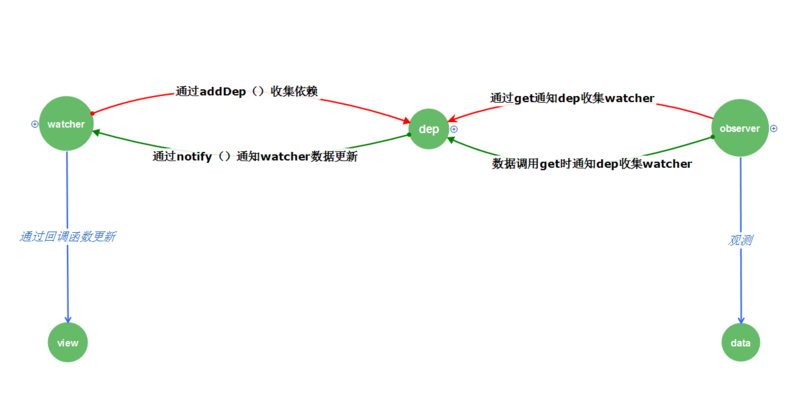 通过addDep（）收集依赖
通过get通知dep收集watcher
watcher
dep
observer
通过notify（）通知watcher数据更新
数据调用get时通知dep收集watcher
通过回调函数更新
观测
view
data